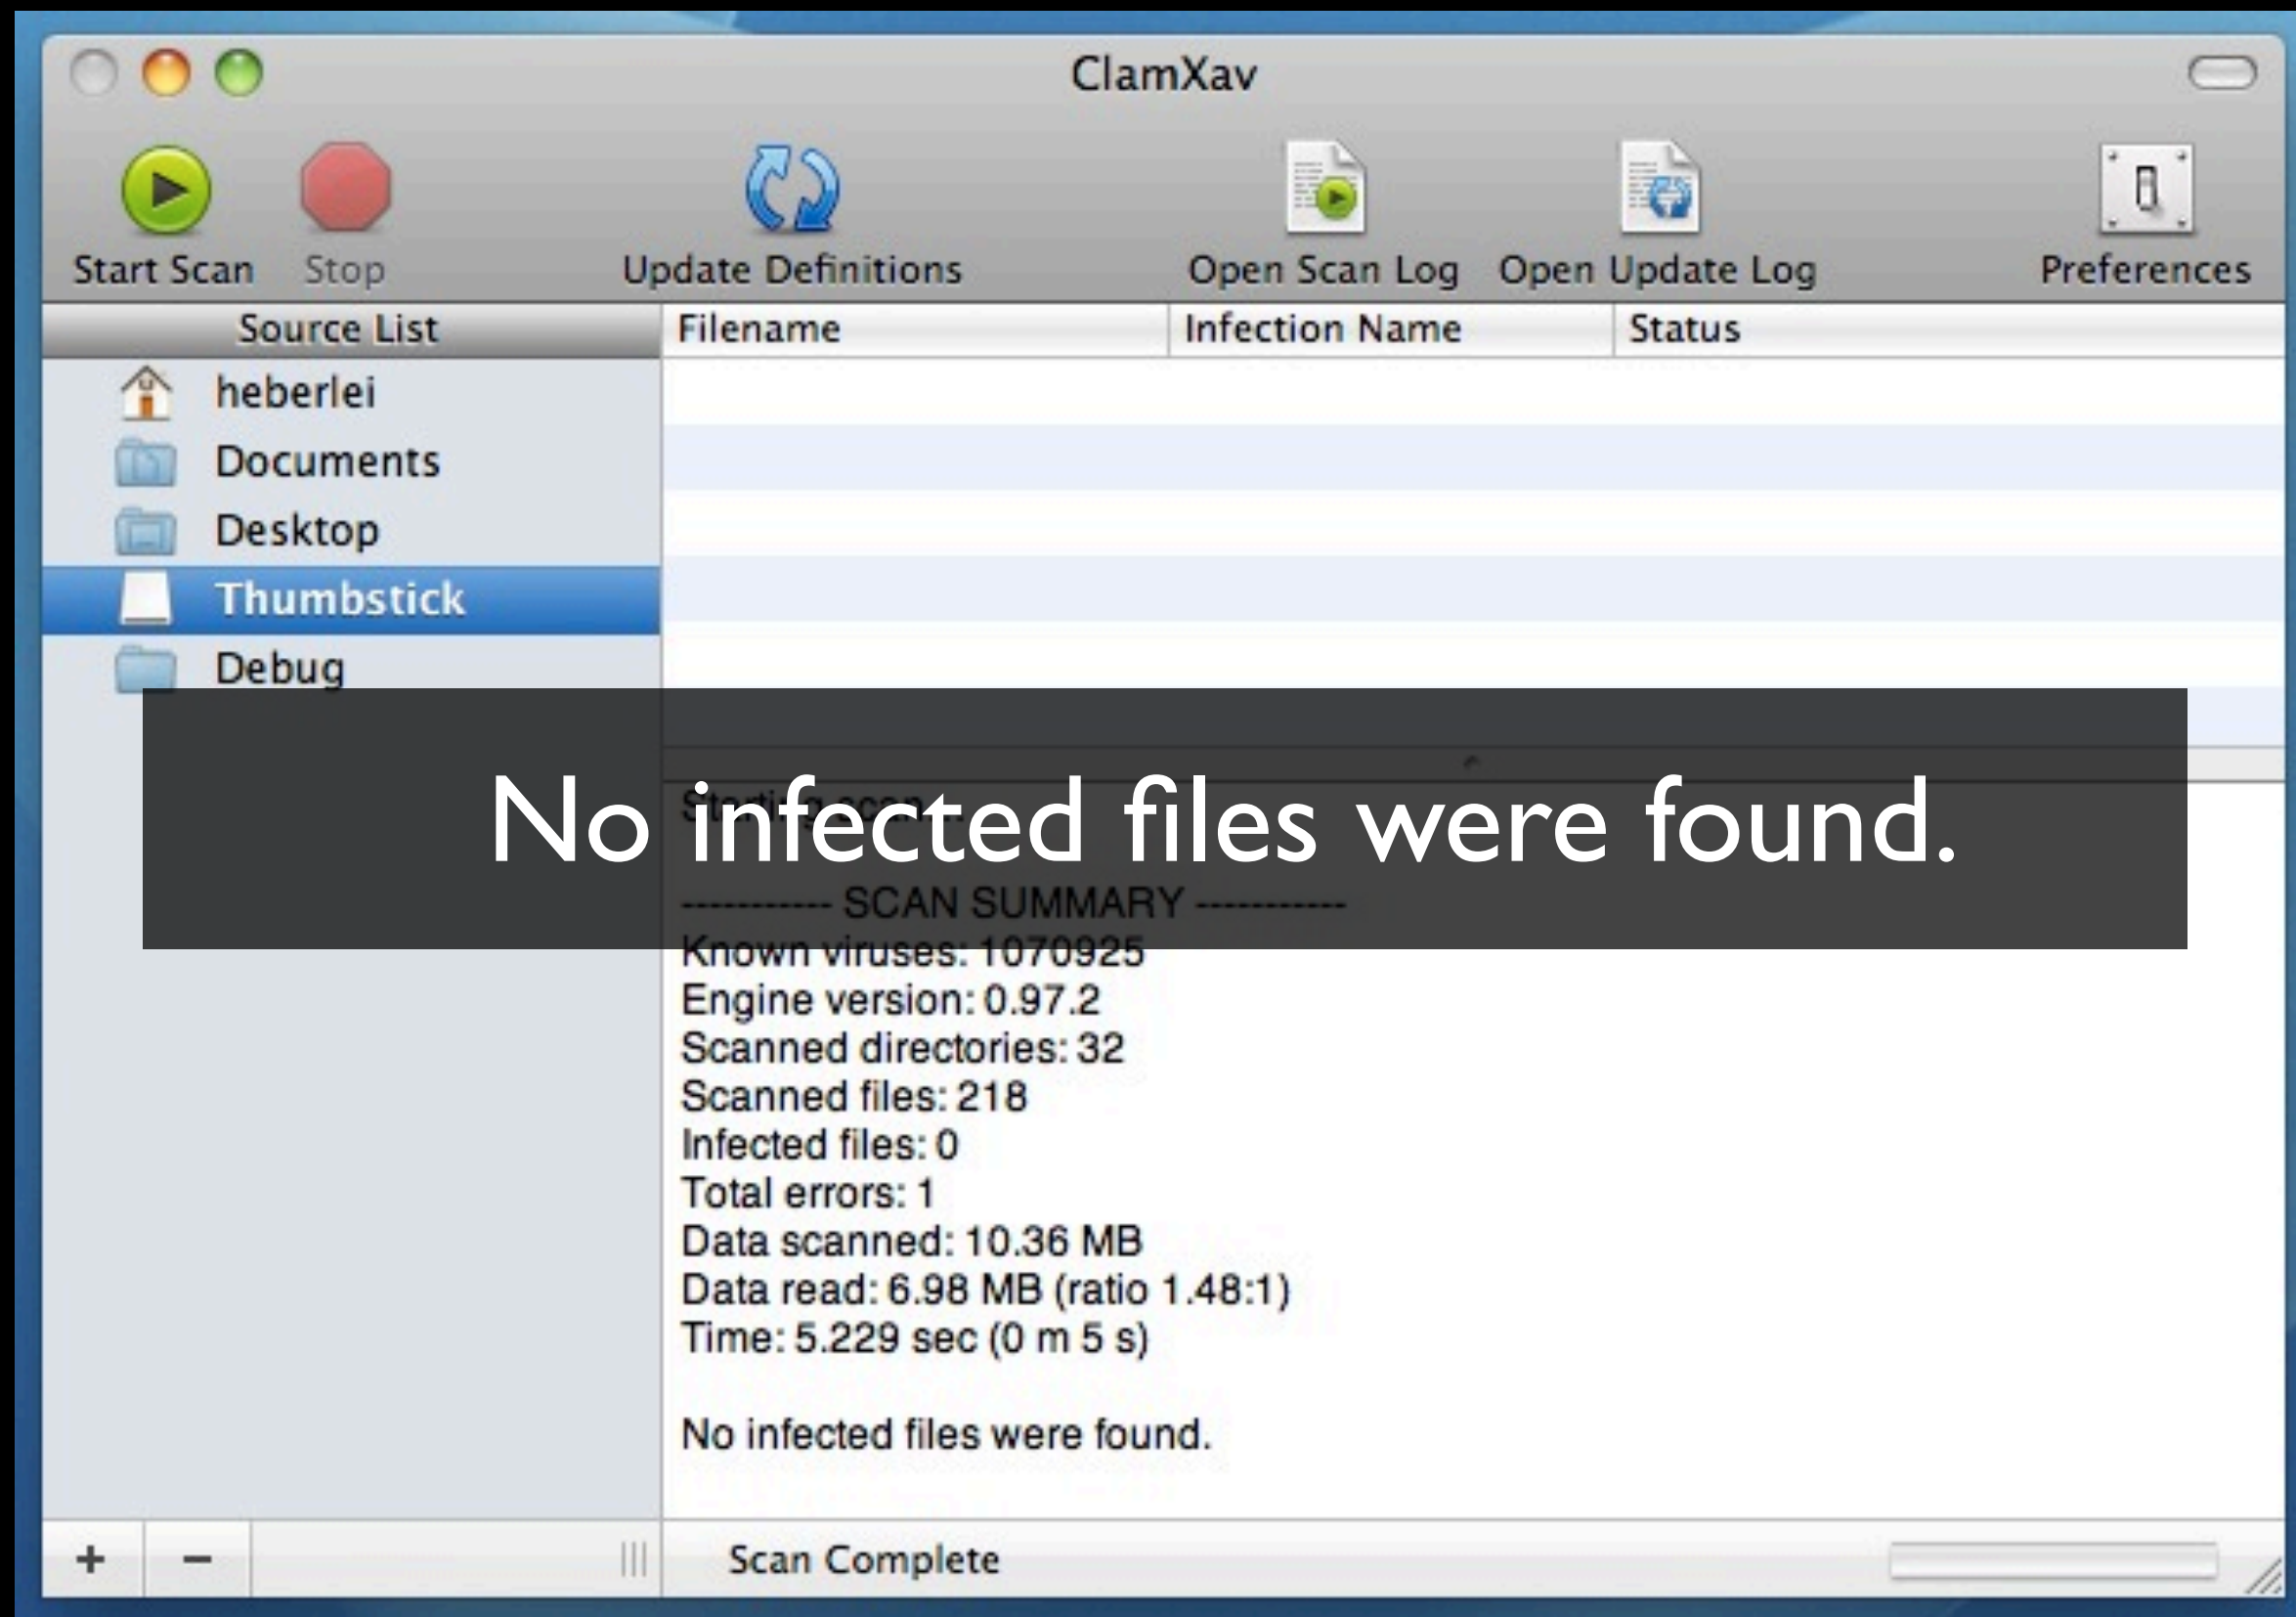 ClamXav
Start Scan Stop Update Definitions Open Scan Log Open Update Log Preferences
Source List Filename Infection Name Status
heberlei
Documents
Desktop
Thumbstick
Debug
No infected files were found.
Starting scan...
----------- SCAN SUMMARY -----------
Known viruses: 1070925
Engine version: 0.97.2
Scanned directories: 32
Scanned files: 218
Infected files: 0
Total errors: 1
Data scanned: 10.36 MB
Data read: 6.98 MB (ratio 1.48:1)
Time: 5.229 sec (0 m 5 s)
No infected files were found.
+ − Scan Complete